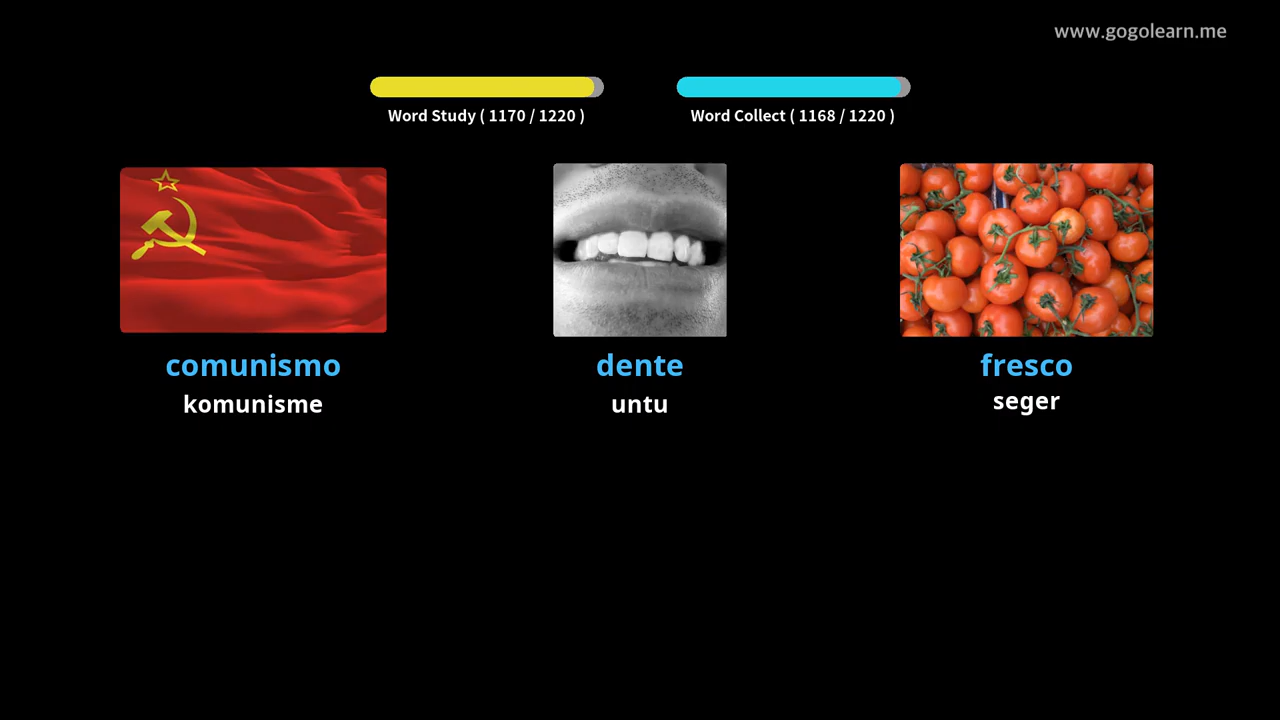 www.gogolearn.me
Word Study ( 1170 / 1220 )
Word Collect ( 1168 / 1220 )
comunismo
komunisme
dente
untu
fresco
seger